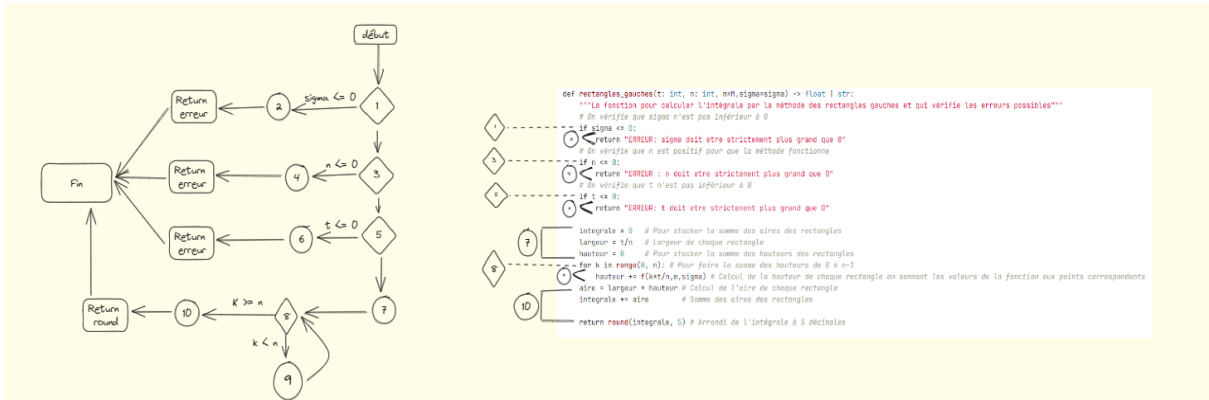 début
sigma <= 0
1
2
Return
erreur
n <= 0
3
4
Return
erreur
Fin
t <= 0
5
6
Return
erreur
k >= n
7
8
10
Return
round
k < n
9
def rectangles_gauches(t: int, n: int, m=M,sigma=sigma) -> float | str:
"""La fonction pour calculer l'intégrale par la méthode des rectangles gauches et qui vérifie les erreurs possibles"""
# On vérifie que sigma n'est pas inférieur à 0
1
if sigma <= 0:
return "ERREUR: sigma doit etre strictement plus grand que 0"
# On vérifie que n est positif pour que la méthode fonctionne
3
if n <= 0:
4
return "ERREUR : n doit etre strictement plus grand que 0"
# On vérifie que t n'est pas inférieur à 0
if t <= 0:
return "ERREUR: t doit etre strictement plus grand que 0"
integrale = 0 # Pour stocker la somme des aires des rectangles
7
largeur = t/n # Largeur de chaque rectangle
hauteur = 0 # Pour stocker la somme des hauteurs des rectangles
8
for k in range(0, n): # Pour faire la somme des hauteurs de 0 à n-1
hauteur += f(k*t/n,m,sigma) # Calcul de la hauteur de chaque rectangle en sommant les valeurs de la fonction aux points correspondants
aire = largeur * hauteur # Calcul de l'aire de chaque rectangle
10
integrale += aire # Somme des aires des rectangles
return round(integrale, 5) # Arrondi de l'intégrale à 5 décimales